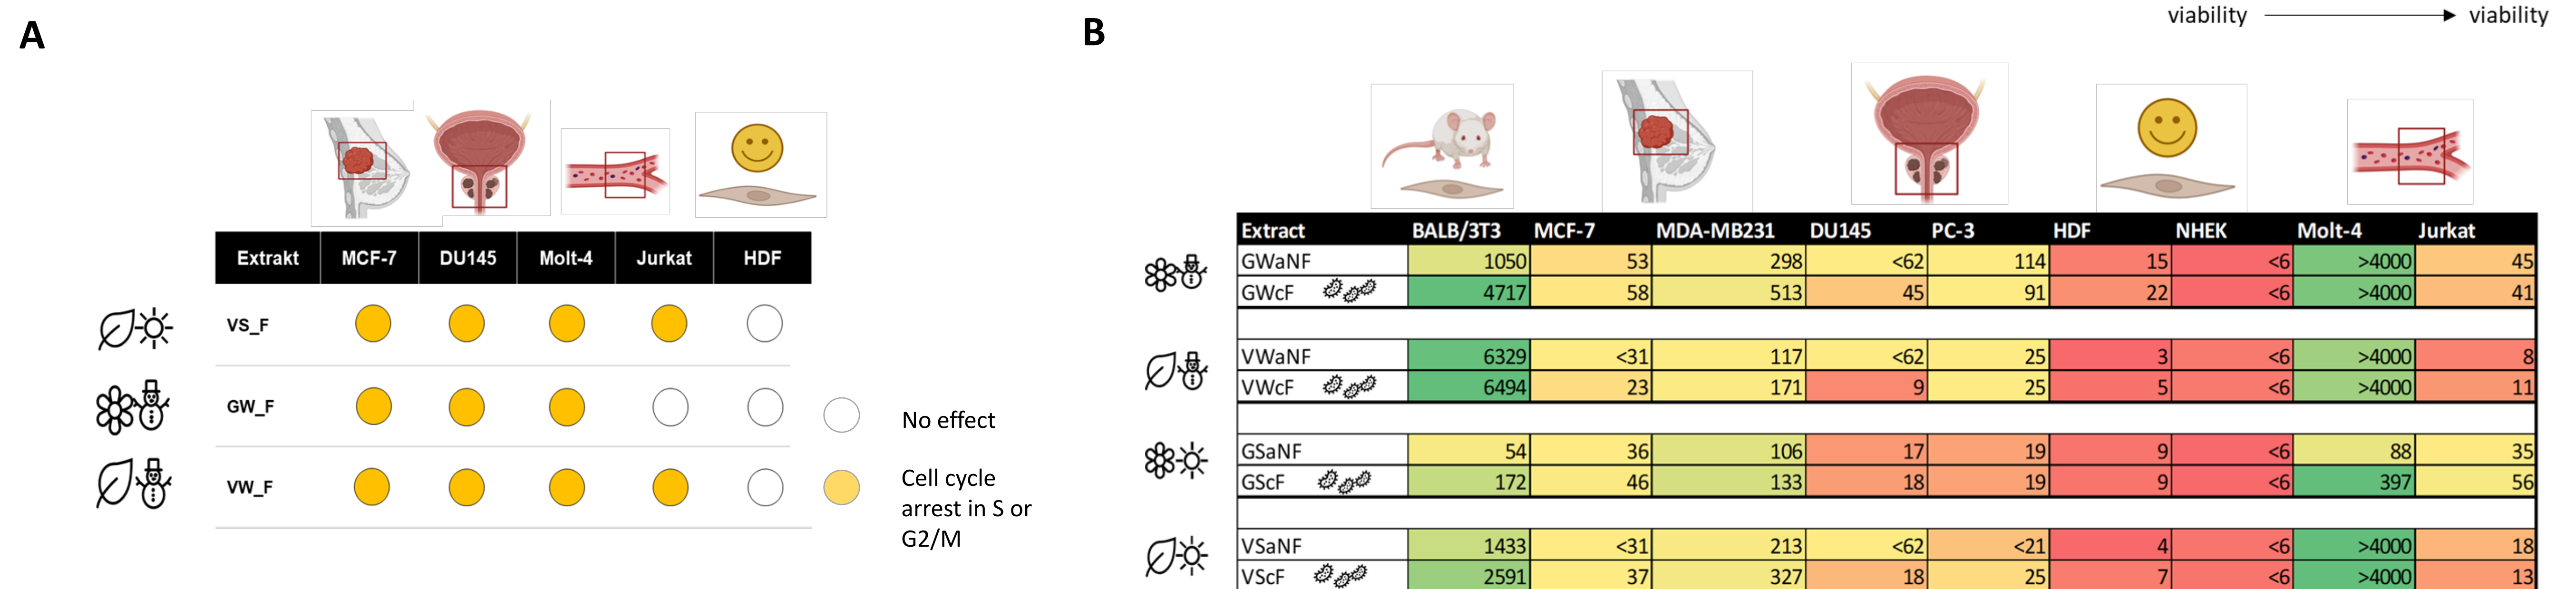 A
Extrakt MCF-7 DU145 Molt-4 Jurkat HDF
VS_F
GW_F
VW_F
No effect
Cell cycle
arrest in S or
G2/M
B
viability viability
Extract BALB/3T3 MCF-7 MDA-MB231 DU145 PC-3 HDF NHEK Molt-4 Jurkat
GWaNF 1050 53 298 <62 114 15 <6 >4000 45
GWcF 4717 58 513 45 91 22 <6 >4000 41
VWaNF 6329 <31 117 <62 25 3 <6 >4000 8
VWcF 6494 23 171 9 25 5 <6 >4000 11
GSaNF 54 36 106 17 19 9 <6 88 35
GScF 172 46 133 18 19 9 <6 397 56
VSaNF 1433 <31 213 <62 <21 4 <6 >4000 18
VScF 2591 37 327 18 25 7 <6 >4000 13